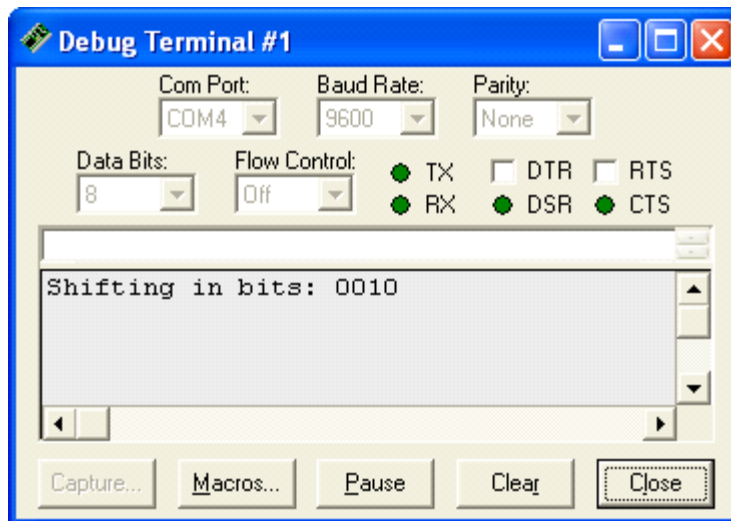 Debug Terminal #1
Com Port: Baud Rate: Parity:
COM4 9600 None
Data Bits: Flow Control: TX DTR RTS
8 Off RX DSR CTS
Shifting in bits: 0010
Capture... Macros... Pause Clear Close